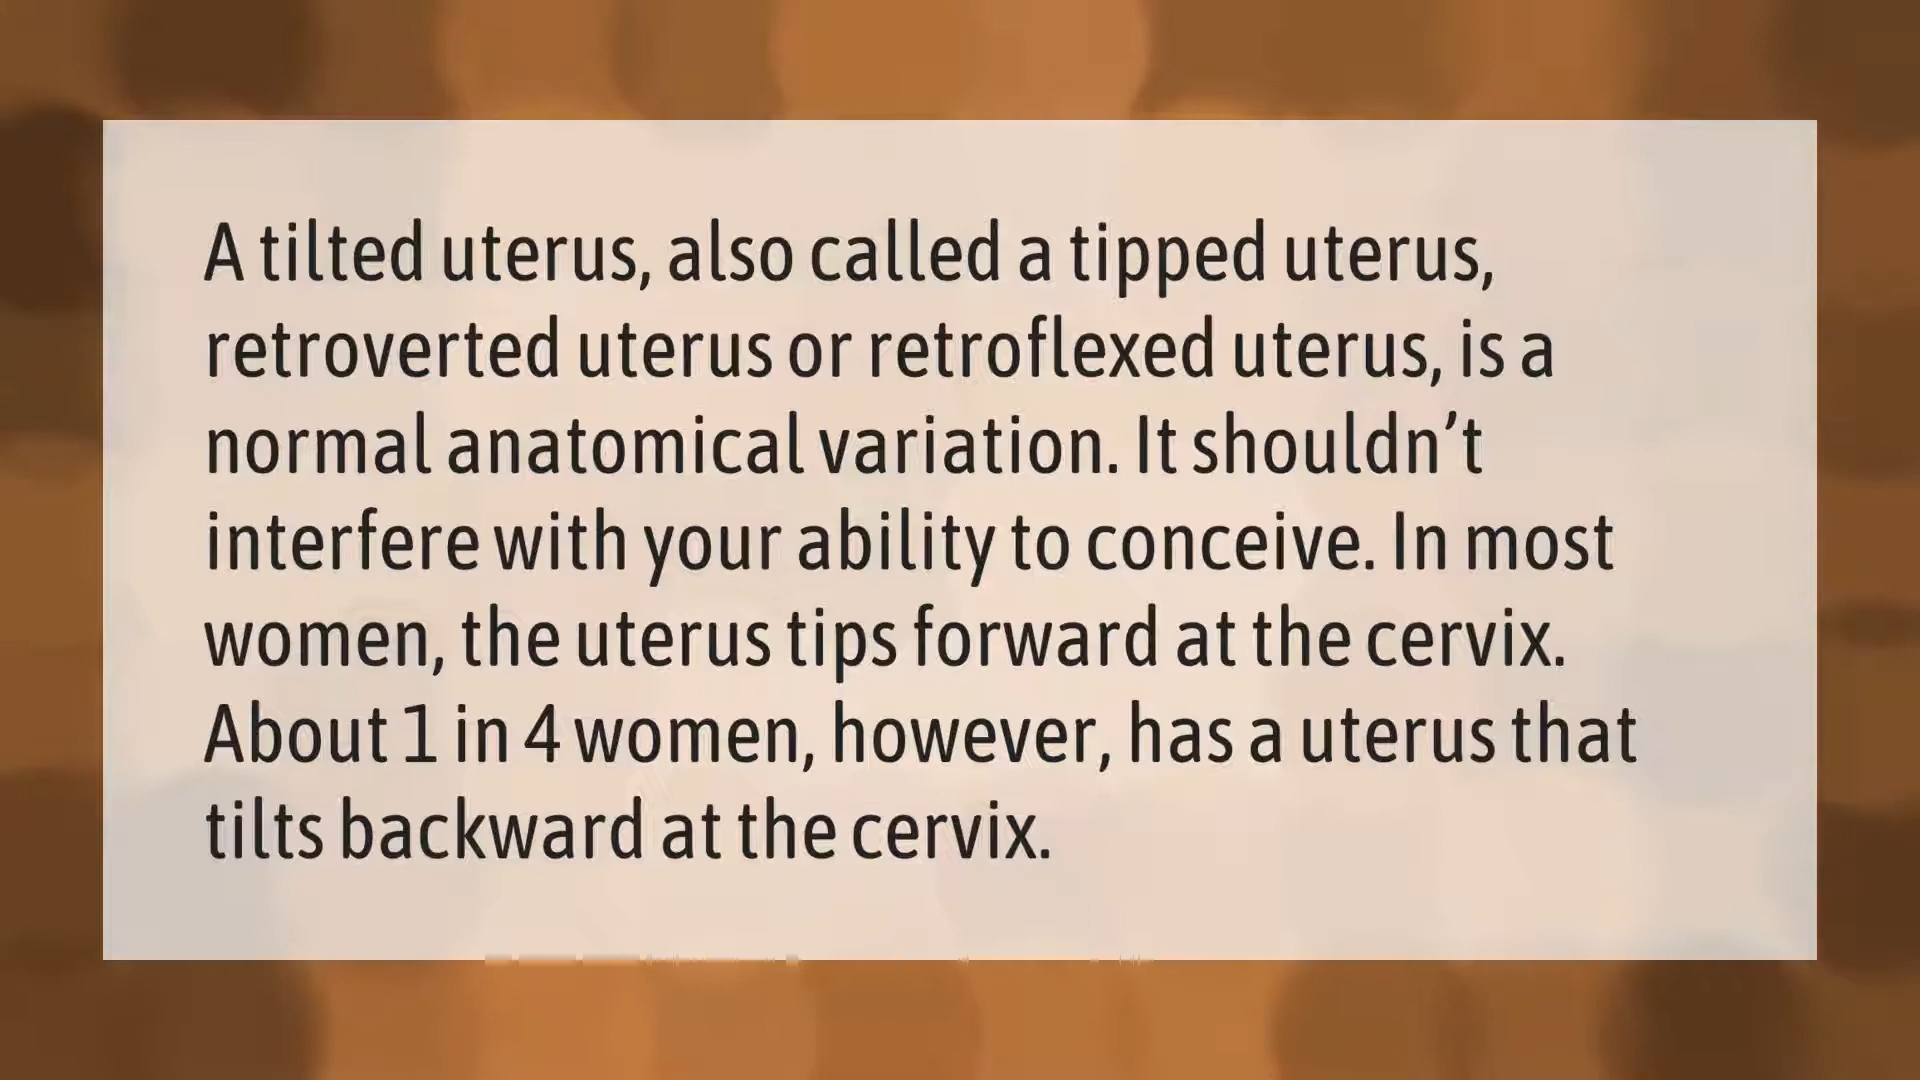 A tilted uterus, also called a tipped uterus,
retroverted uterus or retroflexed uterus, is a
normal anatomical variation. It shouldn’t
interfere with your ability to conceive. In most
women, the uterus tips forward at the cervix.
About 1 in 4 women, however, has a uterus that
tilts backward at the cervix.